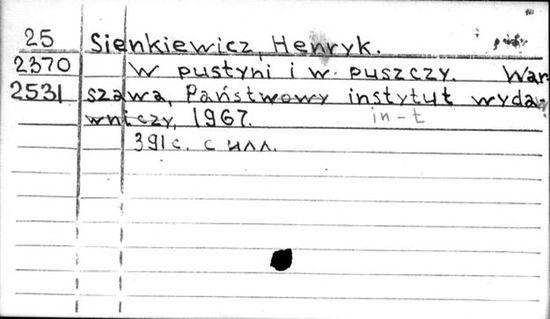 25 Sienkiewicz, Henryk.
2370 W pustyni i w puszczy. War-
2531 szawa, Państwowy instytut wyda-
wniczy, 1967. in-t
391 с. с илл.